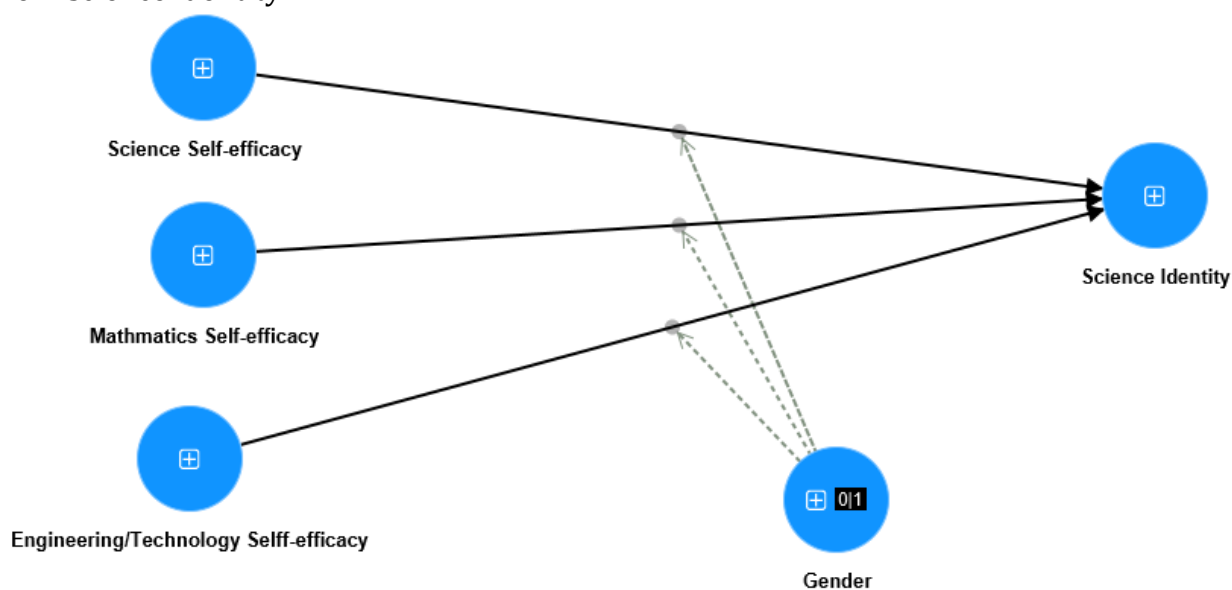 Science Self-efficacy
Mathmatics Self-efficacy
Engineering/Technology Selff-efficacy
Science Identity
0|1
Gender